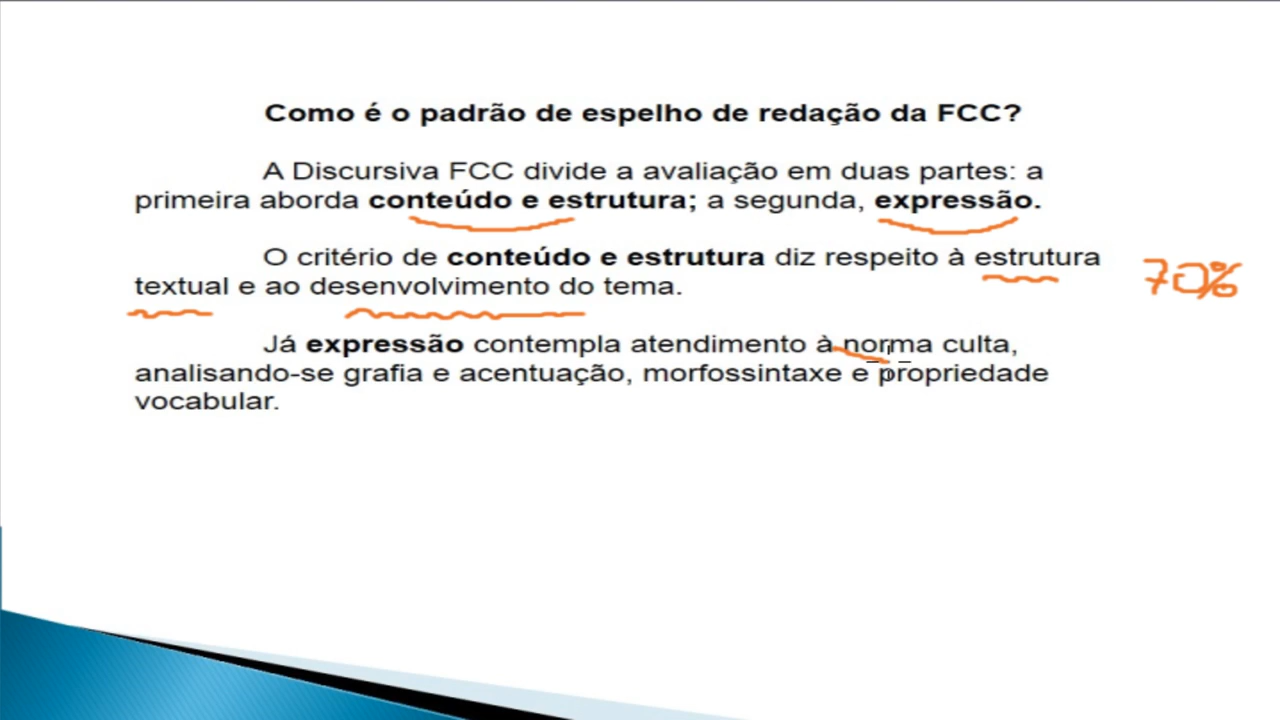 Como é o padrão de espelho de redação da FCC?
A Discursiva FCC divide a avaliação em duas partes: a
primeira aborda conteúdo e estrutura; a segunda, expressão.
O critério de conteúdo e estrutura diz respeito à estrutura
textual e ao desenvolvimento do tema.
70%
Já expressão contempla atendimento à norma culta,
analisando-se grafia e acentuação, morfossintaxe e propriedade
vocabular.